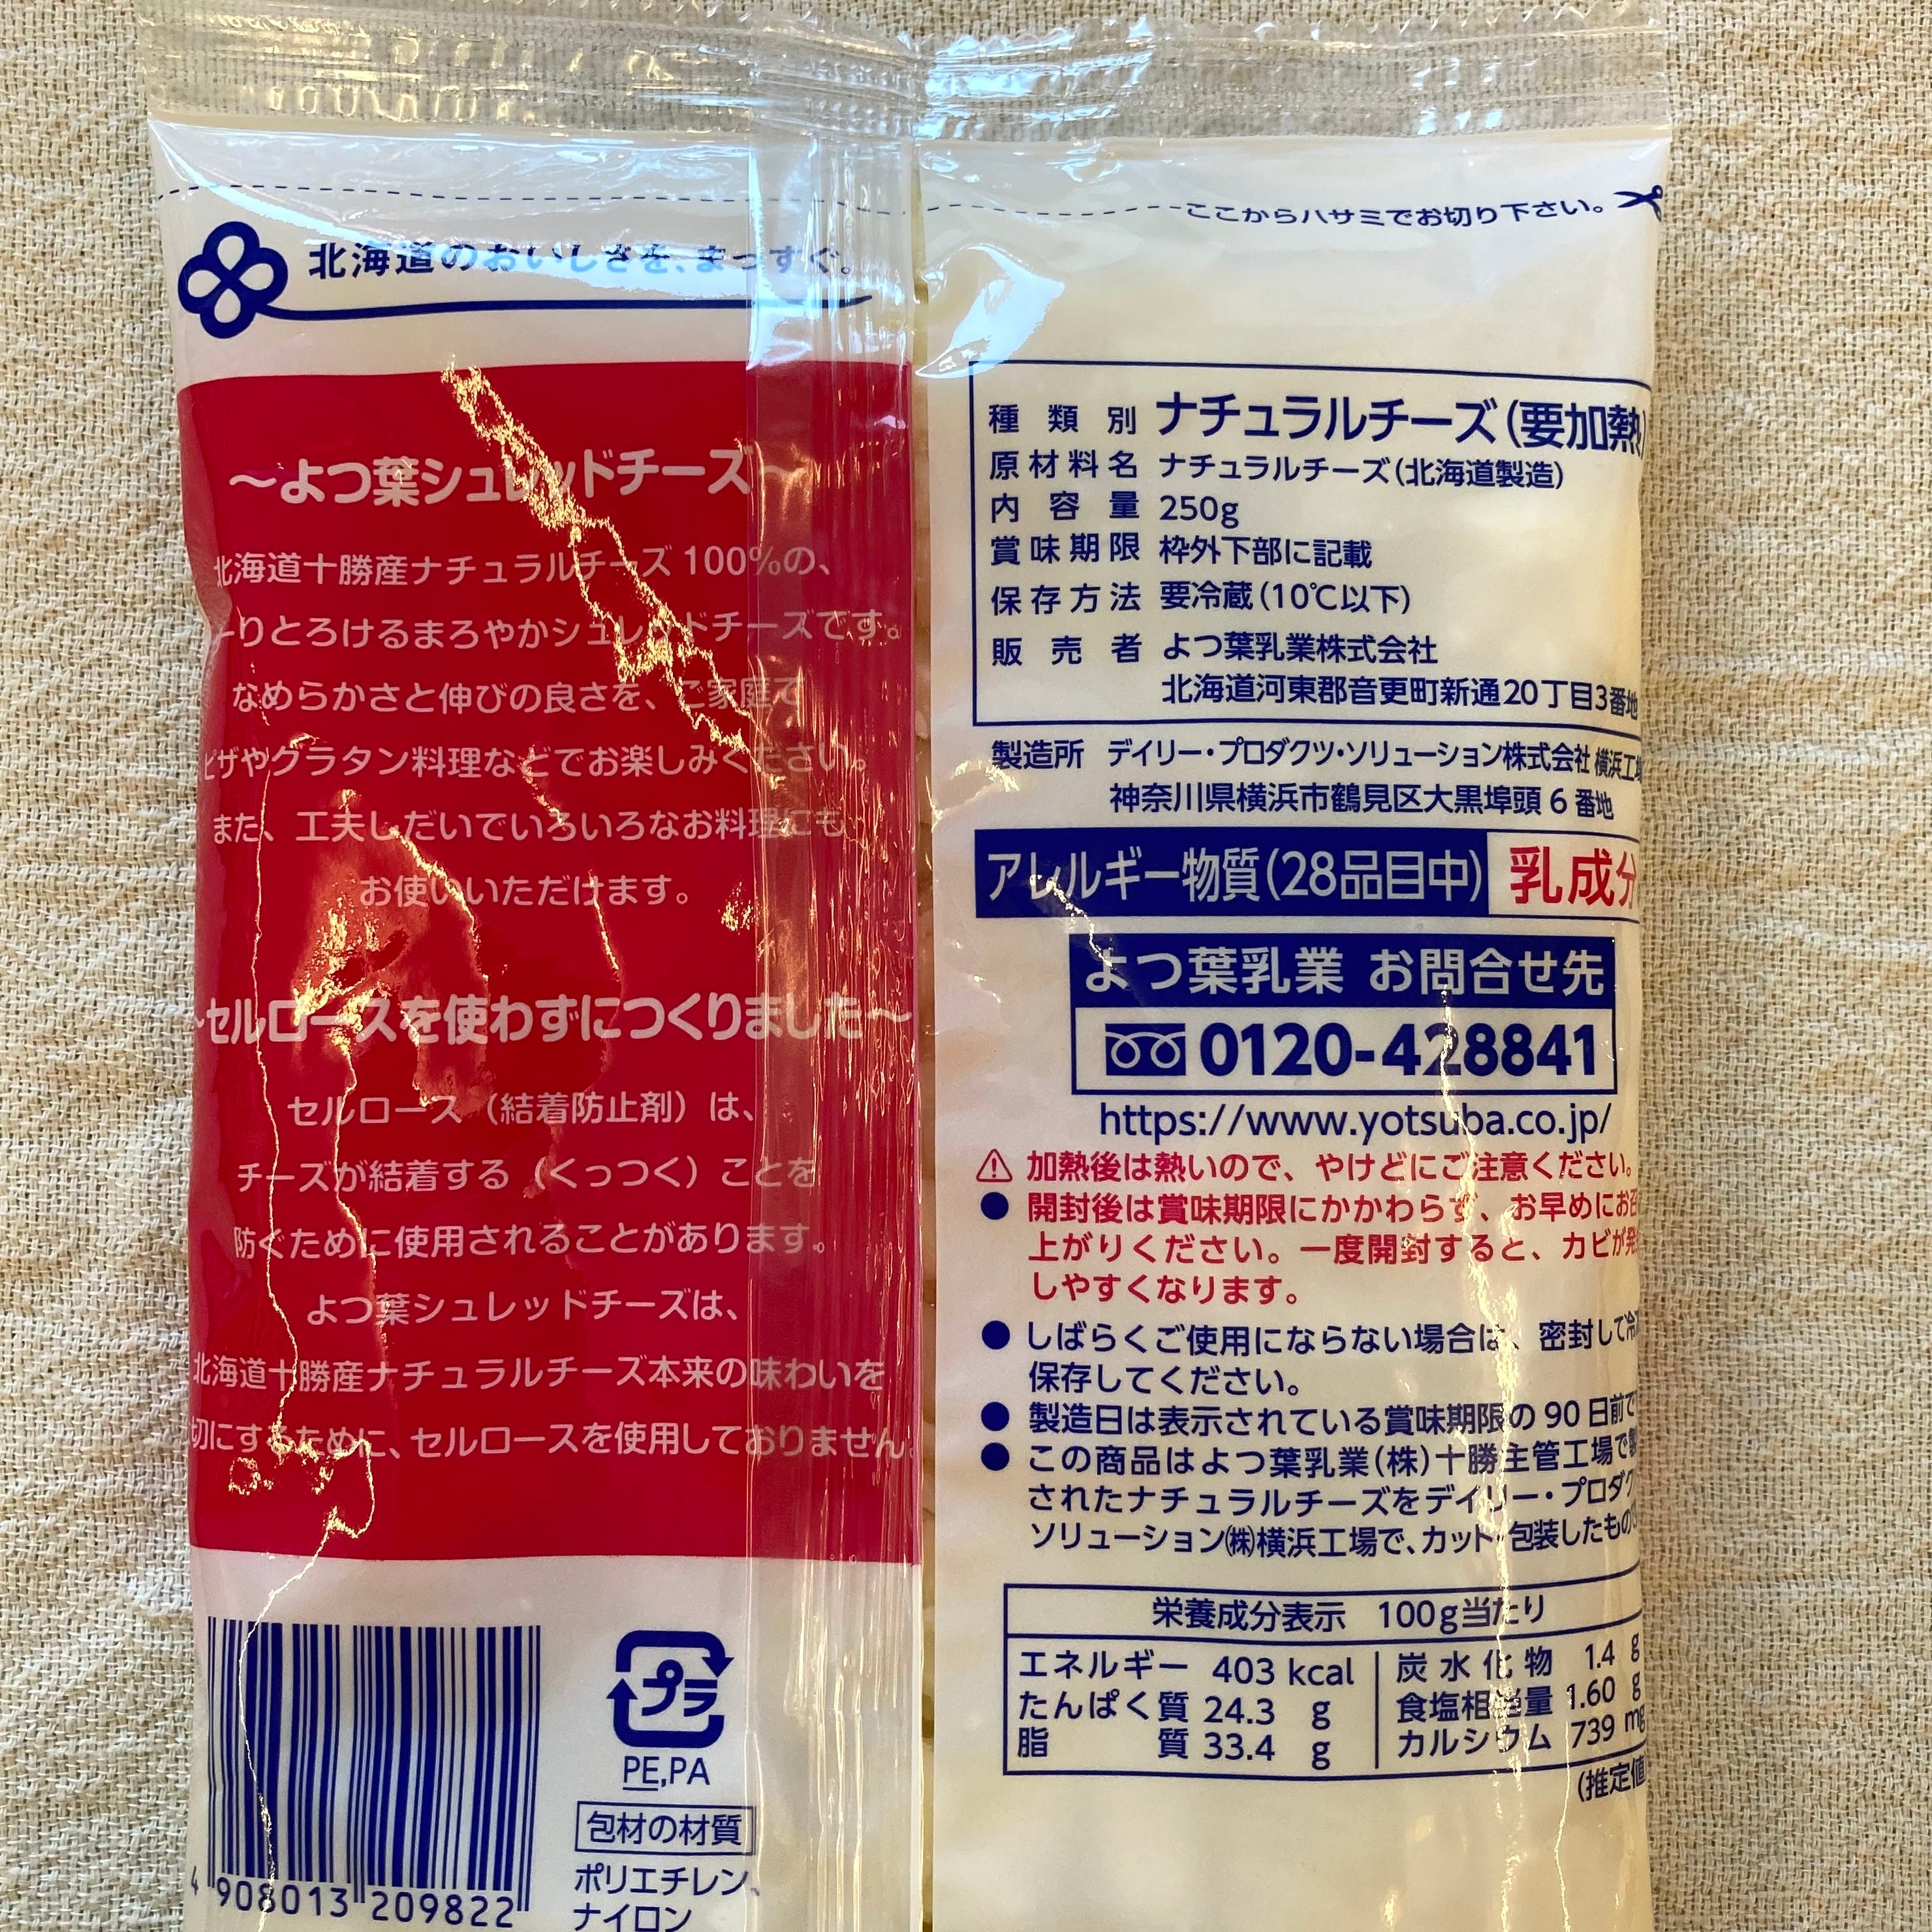 ここからハサミでお切り下さい。
北海道のおいしさを、まっすぐ。
～よつ葉シュレッドチーズ～
北海道十勝産ナチュラルチーズ100%の、
りとろけるまろやかシュレッドチーズです。
なめらかさと伸びの良さを、ご家庭で
ピザやグラタン料理などでお楽しみください。
また、工夫しだいでいろいろなお料理にも
お使いいただけます。
～セルロースを使わずにつくりました～
セルロース（結着防止剤）は、
チーズが結着する（くっつく）ことを
防ぐために使用されることがあります。
よつ葉シュレッドチーズは、
北海道十勝産ナチュラルチーズ本来の味わいを
切にするために、セルロースを使用しておりません
4 908013 209822
プラ
PE,PA
包材の材質
ポリエチレン、
ナイロン
種類別 ナチュラルチーズ(要加熱)
原材料名 ナチュラルチーズ(北海道製造)
内容量 250g
賞味期限 枠外下部に記載
保存方法 要冷蔵(10℃以下)
販売者 よつ葉乳業株式会社
北海道河東郡音更町新通20丁目3番地
製造所 デイリー・プロダクツ・ソリューション株式会社 横浜工場
神奈川県横浜市鶴見区大黒埠頭6番地
アレルギー物質(28品目中) 乳成分
よつ葉乳業 お問合せ先
0120-428841
https://www.yotsuba.co.jp/
⚠ 加熱後は熱いので、やけどにご注意ください。
● 開封後は賞味期限にかかわらず、お早めにお召
上がりください。一度開封すると、カビが発
しやすくなります。
● しばらくご使用にならない場合は、密封して冷
保存してください。
● 製造日は表示されている賞味期限の90日前で
● この商品はよつ葉乳業(株)十勝主管工場で製
されたナチュラルチーズをデイリー・プロダク
ソリューション㈱横浜工場で、カット・包装したもの
栄養成分表示 100g当たり
エネルギー 403 kcal 炭水化物 1.4 g
たんぱく質 24.3 g 食塩相当量 1.60 g
脂質 33.4 g カルシウム 739 mg
(推定値